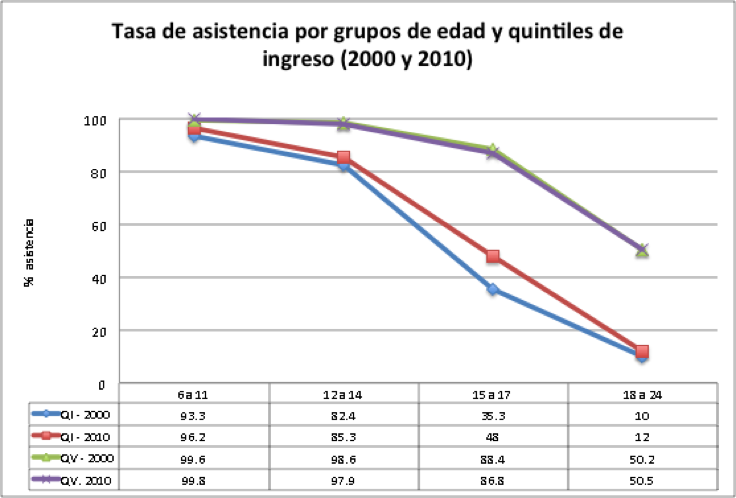 Tasa de asistencia por grupos de edad y quintiles de
ingreso (2000 y 2010)
100
80
60
40
20
0
% asistencia
6 a 11 12 a 14 15 a 17 18 a 24
QI - 2000 93.3 82.4 35.3 10
QI - 2010 96.2 85.3 48 12
QV - 2000 99.6 98.6 88.4 50.2
QV. 2010 99.8 97.9 86.8 50.5